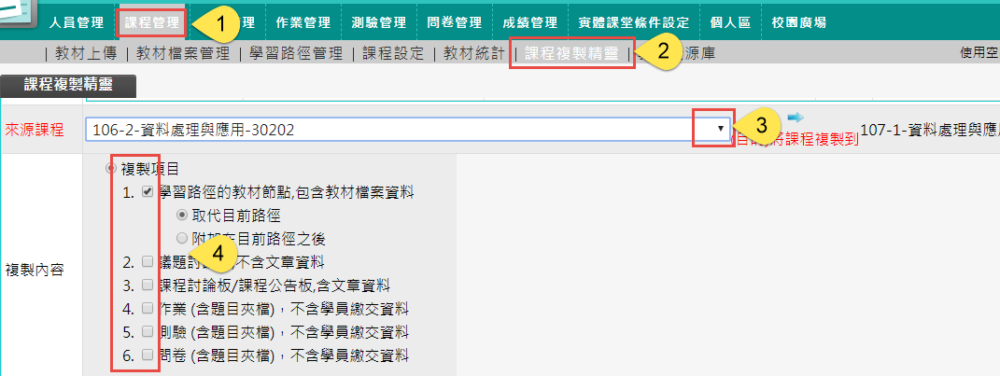 人員管理 課程管理 1 管理 作業管理 測驗管理 問卷管理 成績管理 實體課堂條件設定 個人區 校園廣場
| 教材上傳 | 教材檔案管理 | 學習路徑管理 | 課程設定 | 教材統計 | 課程複製精靈 | 2 源庫 使用空
課程複製精靈
來源課程 106-2-資料處理與應用-30202 3 將課程複製到 107-1-資料處理與應
複製內容
複製項目
1. 學習路徑的教材節點,包含教材檔案資料
取代目前路徑
附加在目前路徑之後
4
2. 議題討 不含文章資料
3. 課程討論板/課程公告板,含文章資料
4. 作業 (含題目夾檔)，不含學員繳交資料
5. 測驗 (含題目夾檔)，不含學員繳交資料
6. 問卷 (含題目夾檔)，不含學員繳交資料